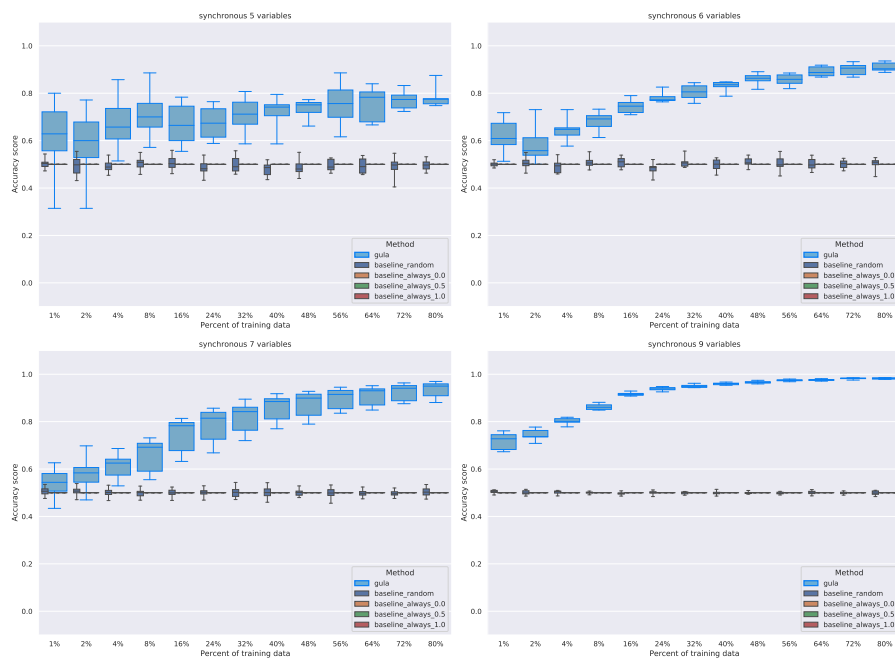 synchronous 5 variables
1.0
0.8
0.6
0.4
0.2
0.0
Accuracy score
Method
gula
baseline_random
baseline_always_0.0
baseline_always_0.5
baseline_always_1.0
1% 2% 4% 8% 16% 24% 32% 40% 48% 56% 64% 72% 80%
Percent of training data
synchronous 6 variables
1.0
0.8
0.6
0.4
0.2
0.0
Accuracy score
Method
gula
baseline_random
baseline_always_0.0
baseline_always_0.5
baseline_always_1.0
1% 2% 4% 8% 16% 24% 32% 40% 48% 56% 64% 72% 80%
Percent of training data
synchronous 7 variables
1.0
0.8
0.6
0.4
0.2
0.0
Accuracy score
Method
gula
baseline_random
baseline_always_0.0
baseline_always_0.5
baseline_always_1.0
1% 2% 4% 8% 16% 24% 32% 40% 48% 56% 64% 72% 80%
Percent of training data
synchronous 9 variables
1.0
0.8
0.6
0.4
0.2
0.0
Accuracy score
Method
gula
baseline_random
baseline_always_0.0
baseline_always_0.5
baseline_always_1.0
1% 2% 4% 8% 16% 24% 32% 40% 48% 56% 64% 72% 80%
Percent of training data